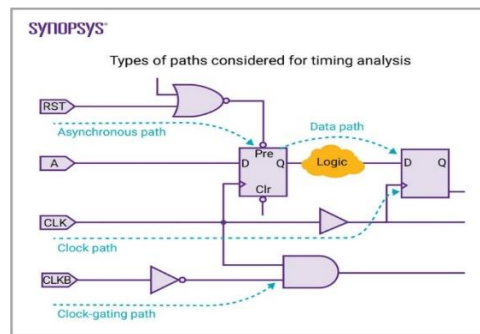 SYNOPSYS
Types of paths considered for timing analysis
RST
Asynchronous path
Data path
Pre
A
D
Q
Logic
D
Q
Clr
CLK
Clock path
CLKB
Clock-gating path